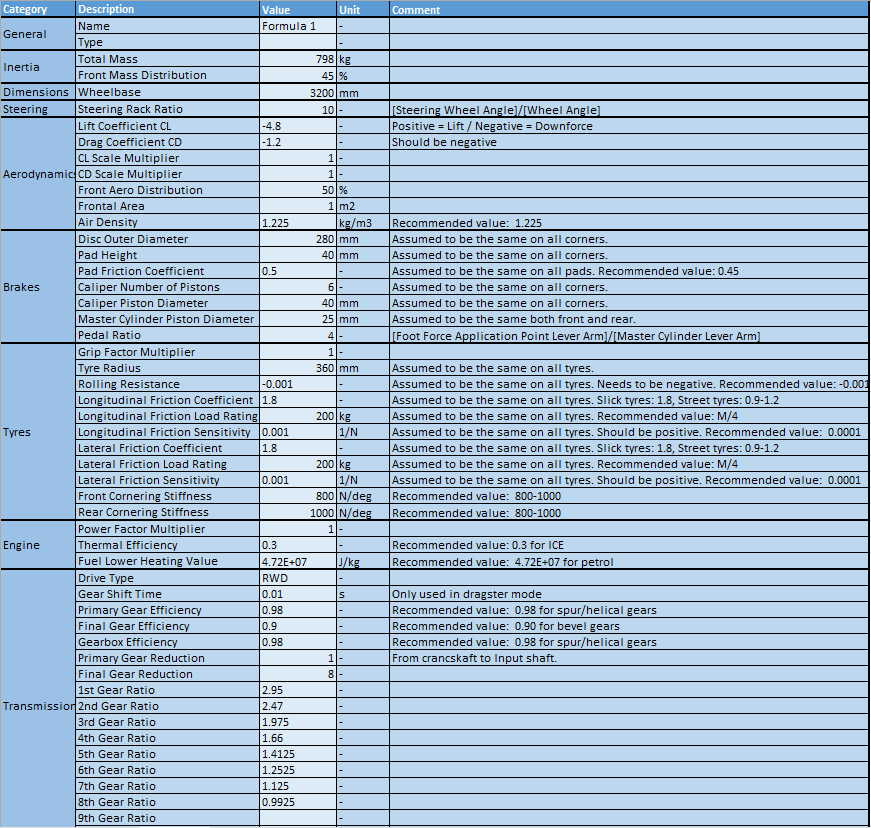 Category Description Value Unit Comment
General Name Formula 1 -
Type -
Inertia Total Mass 798 kg
Front Mass Distribution 45 %
Dimensions Wheelbase 3200 mm
Steering Steering Rack Ratio 10 - [Steering Wheel Angle]/[Wheel Angle]
Aerodynamics Lift Coefficient CL -4.8 - Positive = Lift / Negative = Downforce
Drag Coefficient CD -1.2 - Should be negative
CL Scale Multiplier 1 -
CD Scale Multiplier 1 -
Front Aero Distribution 50 %
Frontal Area 1 m2
Air Density 1.225 kg/m3 Recommended value: 1.225
Brakes Disc Outer Diameter 280 mm Assumed to be the same on all corners.
Pad Height 40 mm Assumed to be the same on all corners.
Pad Friction Coefficient 0.5 - Assumed to be the same on all pads. Recommended value: 0.45
Caliper Number of Pistons 6 - Assumed to be the same on all corners.
Caliper Piston Diameter 40 mm Assumed to be the same on all corners.
Master Cylinder Piston Diameter 25 mm Assumed to be the same both front and rear.
Pedal Ratio 4 - [Foot Force Application Point Lever Arm]/[Master Cylinder Lever Arm]
Tyres Grip Factor Multiplier 1 -
Tyre Radius 360 mm Assumed to be the same on all tyres.
Rolling Resistance -0.001 - Assumed to be the same on all tyres. Needs to be negative. Recommended value: -0.001
Longitudinal Friction Coefficient 1.8 - Assumed to be the same on all tyres. Slick tyres: 1.8, Street tyres: 0.9-1.2
Longitudinal Friction Load Rating 200 kg Assumed to be the same on all tyres. Recommended value: M/4
Longitudinal Friction Sensitivity 0.001 1/N Assumed to be the same on all tyres. Should be positive. Recommended value: 0.0001
Lateral Friction Coefficient 1.8 - Assumed to be the same on all tyres. Slick tyres: 1.8, Street tyres: 0.9-1.2
Lateral Friction Load Rating 200 kg Assumed to be the same on all tyres. Recommended value: M/4
Lateral Friction Sensitivity 0.001 1/N Assumed to be the same on all tyres. Should be positive. Recommended value: 0.0001
Front Cornering Stiffness 800 N/deg Recommended value: 800-1000
Rear Cornering Stiffness 1000 N/deg Recommended value: 800-1000
Engine Power Factor Multiplier 1 -
Thermal Efficiency 0.3 - Recommended value: 0.3 for ICE
Fuel Lower Heating Value 4.72E+07 J/kg Recommended value: 4.72E+07 for petrol
Transmission Drive Type RWD -
Gear Shift Time 0.01 s Only used in dragster mode
Primary Gear Efficiency 0.98 - Recommended value: 0.98 for spur/helical gears
Final Gear Efficiency 0.9 - Recommended value: 0.90 for bevel gears
Gearbox Efficiency 0.98 - Recommended value: 0.98 for spur/helical gears
Primary Gear Reduction 1 - From crancskaft to Input shaft.
Final Gear Reduction 8 -
1st Gear Ratio 2.95 -
2nd Gear Ratio 2.47 -
3rd Gear Ratio 1.975 -
4th Gear Ratio 1.66 -
5th Gear Ratio 1.4125 -
6th Gear Ratio 1.2525 -
7th Gear Ratio 1.125 -
8th Gear Ratio 0.9925 -
9th Gear Ratio -